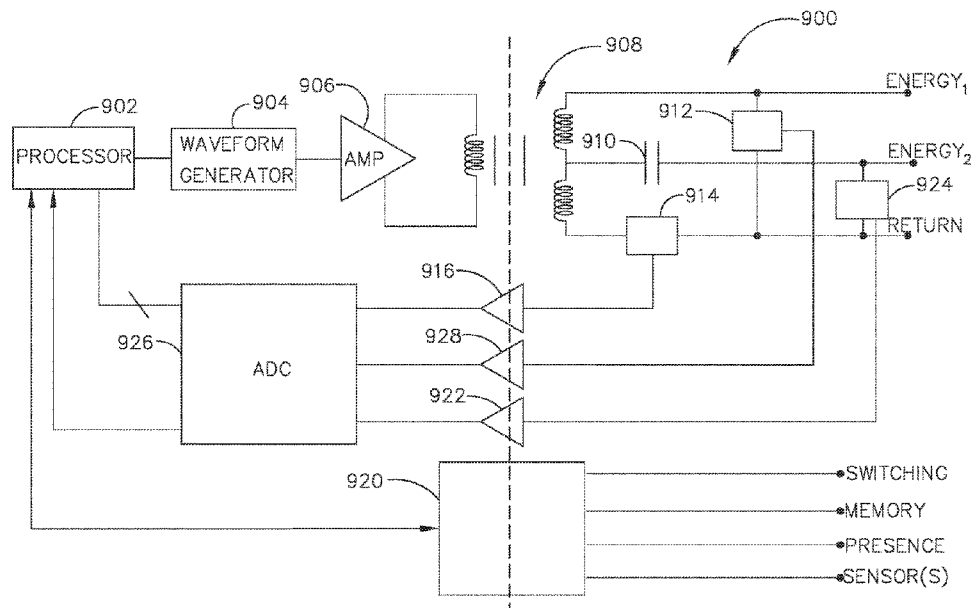 900
908
906
902
904
ENERGY1
912
PROCESSOR
WAVEFORM
GENERATOR
AMP
910
ENERGY2
914
924
RETURN
916
926
ADC
928
922
920
SWITCHING
MEMORY
PRESENCE
SENSOR(S)